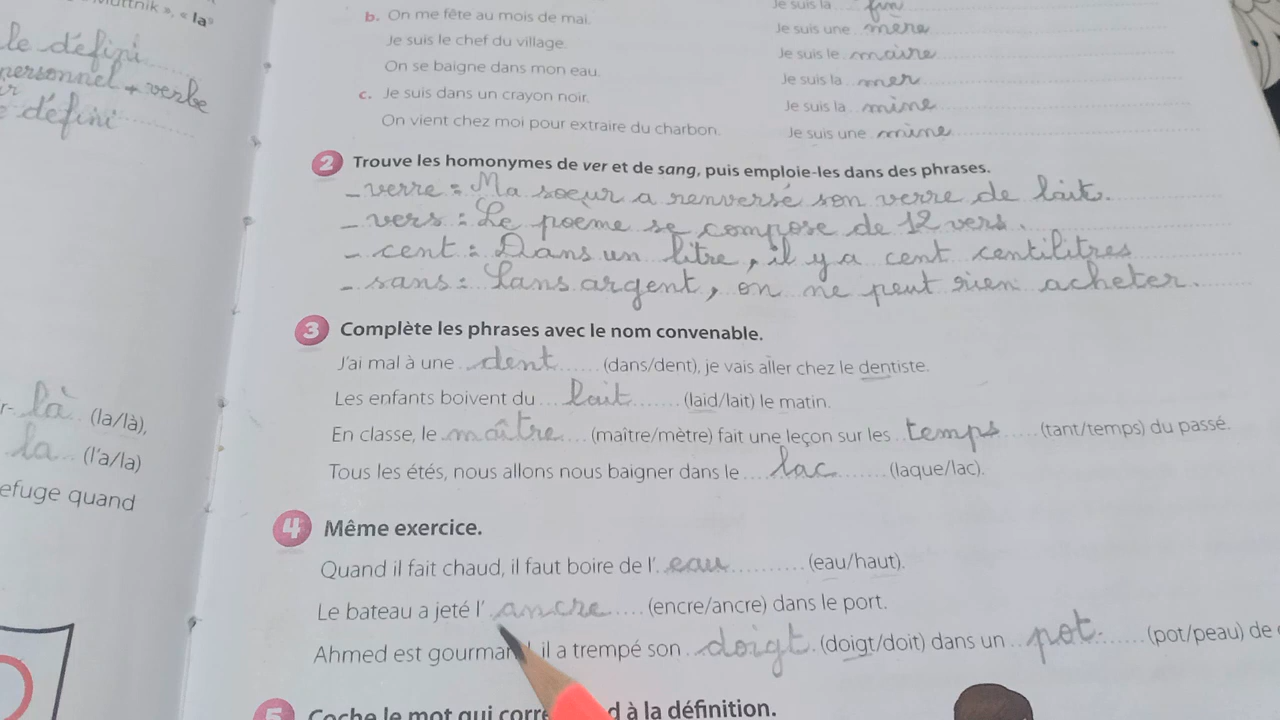 », « la»
le défini
personnel + verbe
défini
là (la/là),
la (l'a/la)
refuge quand
Je suis la fin
b. On me fête au mois de mai. Je suis une mère
Je suis le chef du village. Je suis le maire
On se baigne dans mon eau. Je suis la mer
c. Je suis dans un crayon noir. Je suis la mine
On vient chez moi pour extraire du charbon. Je suis une mine
2 Trouve les homonymes de ver et de sang, puis emploie-les dans des phrases.
- verre : Ma soeur a renversé son verre de lait.
- vers : Le poème se compose de 12 vers.
- cent : Dans un litre, il y a cent centilitres
- sans : Sans argent, on ne peut rien acheter.
3 Complète les phrases avec le nom convenable.
J'ai mal à une dent (dans/dent), je vais aller chez le dentiste.
Les enfants boivent du lait (laid/lait) le matin.
En classe, le maître (maître/mètre) fait une leçon sur les temps (tant/temps) du passé.
Tous les étés, nous allons nous baigner dans le lac (laque/lac).
4 Même exercice.
Quand il fait chaud, il faut boire de l'eau (eau/haut).
Le bateau a jeté l'ancre (encre/ancre) dans le port.
Ahmed est gourmand il a trempé son doigt (doigt/doit) dans un pot (pot/peau) de
5 Coche le mot qui à la définition.